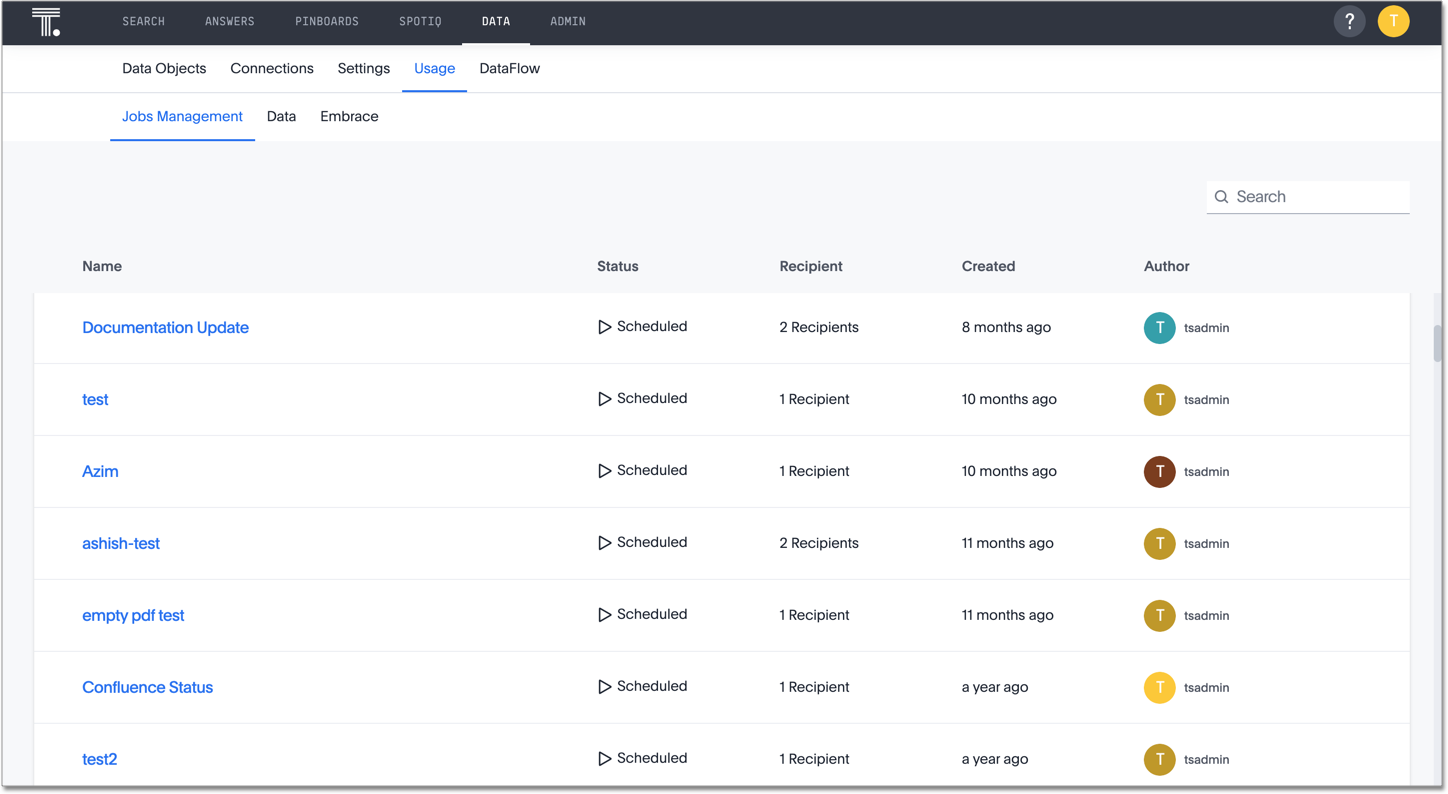 T. SEARCH ANSWERS PINBOARDS SPOTIQ DATA ADMIN ? T
Data Objects Connections Settings Usage DataFlow
Jobs Management Data Embrace
Search
Name Status Recipient Created Author
Documentation Update Scheduled 2 Recipients 8 months ago T tsadmin
test Scheduled 1 Recipient 10 months ago T tsadmin
Azim Scheduled 1 Recipient 10 months ago T tsadmin
ashish-test Scheduled 2 Recipients 11 months ago T tsadmin
empty pdf test Scheduled 1 Recipient 11 months ago T tsadmin
Confluence Status Scheduled 1 Recipient a year ago T tsadmin
test2 Scheduled 1 Recipient a year ago T tsadmin